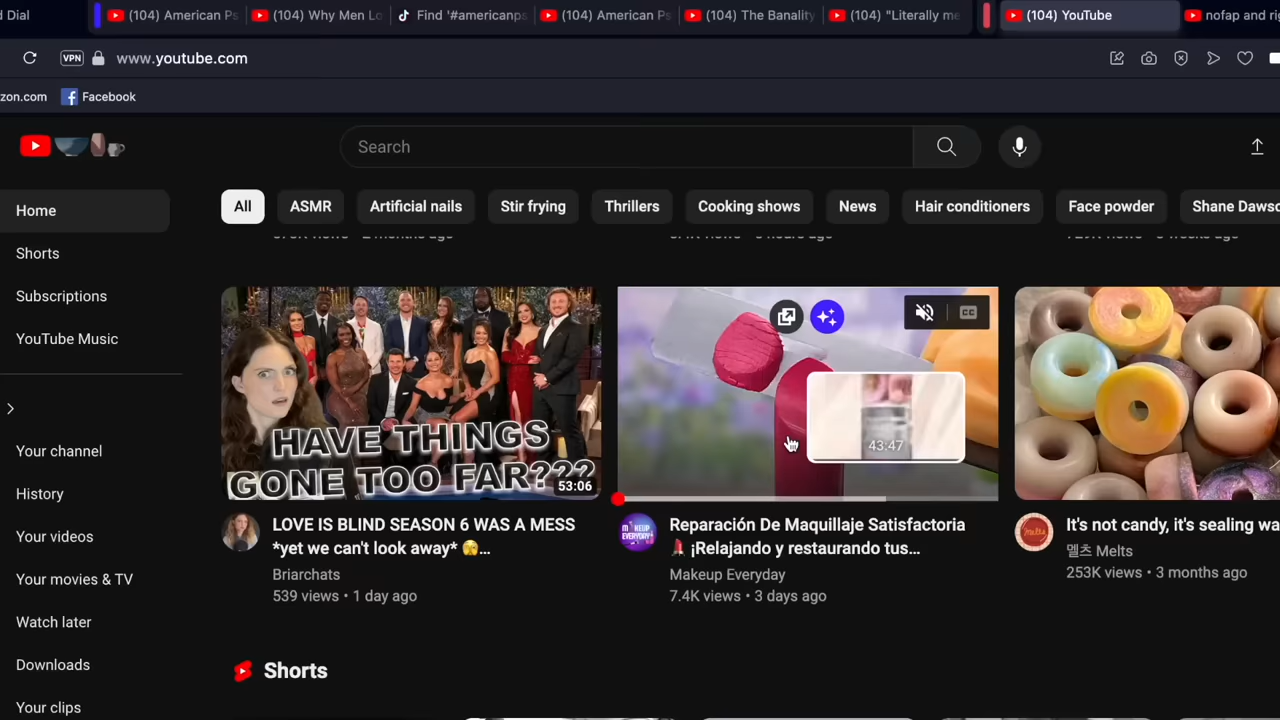 d Dial
(104) American Ps
(104) Why Men Lo
Find '#americanps
(104) American Ps
(104) The Banality
(104) "Literally me
(104) YouTube
nofap and rig
VPN
www.youtube.com
zon.com
Facebook
Search
Home
Shorts
Subscriptions
YouTube Music
Your channel
History
Your videos
Your movies & TV
Watch later
Downloads
Your clips
All
ASMR
Artificial nails
Stir frying
Thrillers
Cooking shows
News
Hair conditioners
Face powder
Shane Dawso
HAVE THINGS
GONE TOO FAR???
53:06
LOVE IS BLIND SEASON 6 WAS A MESS
*yet we can't look away* 🫣...
Briarchats
539 views • 1 day ago
CC
43:47
MAKEUP
EVERYDAY
Reparación De Maquillaje Satisfactoria
💄 ¡Relajando y restaurando tus...
Makeup Everyday
7.4K views • 3 days ago
Melts
It's not candy, it's sealing wa
멜츠 Melts
253K views • 3 months ago
Shorts